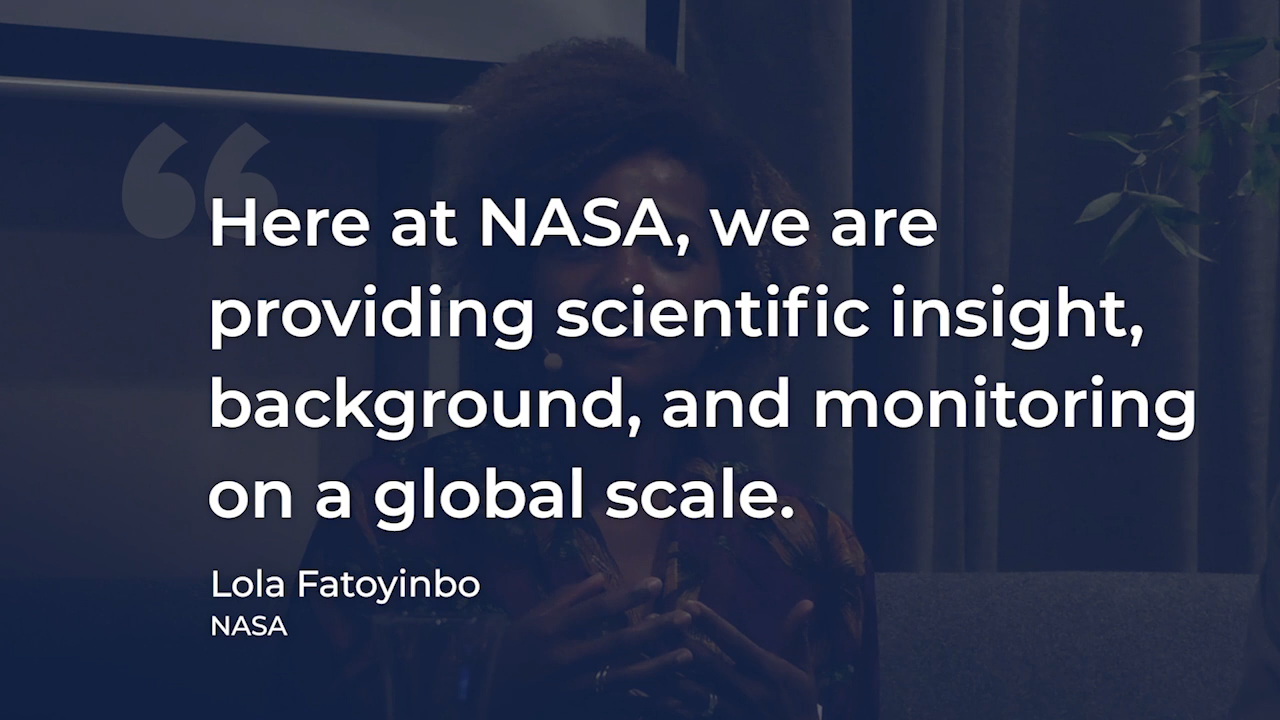 “
Here at NASA, we are
providing scientific insight,
background, and monitoring
on a global scale.
Lola Fatoyinbo
NASA